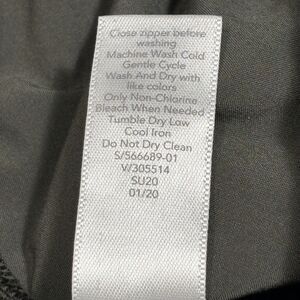 Close zipper before
washing
Machine Wash Cold
Gentle Cycle
Wash And Dry with
like colors
Only Non-Chlorine
Bleach When Needed
Tumble Dry Low
Cool Iron
Do Not Dry Clean
S/566689-01
V/305514
SU20
01/20